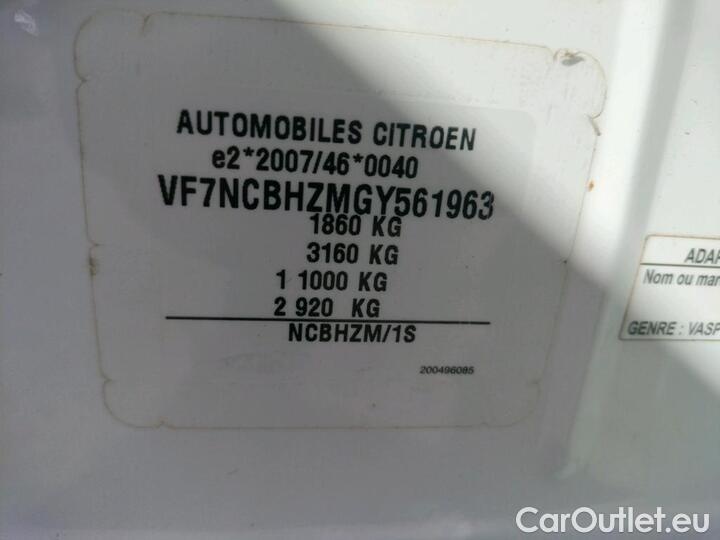 AUTOMOBILES CITROEN
e2*2007/46*0040
VF7NCBHZMGY561963
1860 KG
3160 KG
1 1000 KG
2 920 KG
NCBHZM/1S
200496085
ADAP
Nom ou mar
GENRE : VASP
CarOutlet.eu